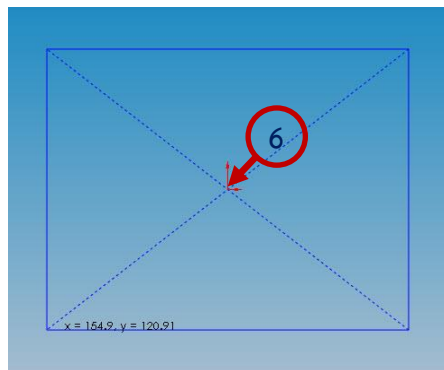 6
x = 154.9, y = 120.91